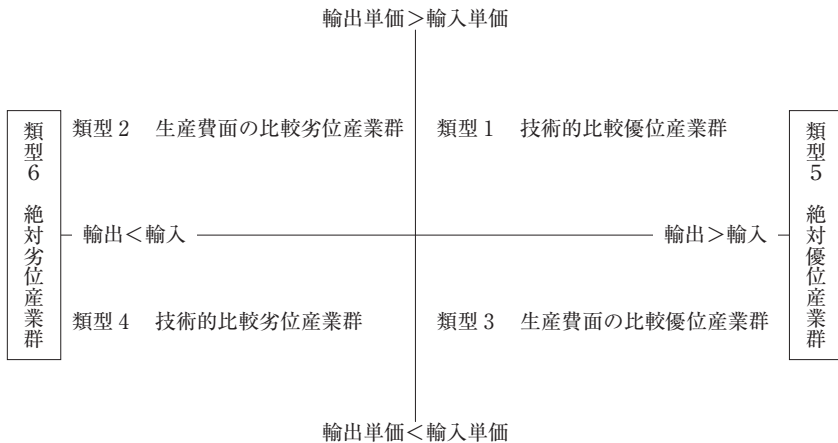 輸出単価＞輸入単価
類型２　生産費面の比較劣位産業群
類型１　技術的比較優位産業群
類型６　絶対劣位産業群
類型５　絶対優位産業群
輸出＜輸入
輸出＞輸入
類型４　技術的比較劣位産業群
類型３　生産費面の比較優位産業群
輸出単価＜輸入単価